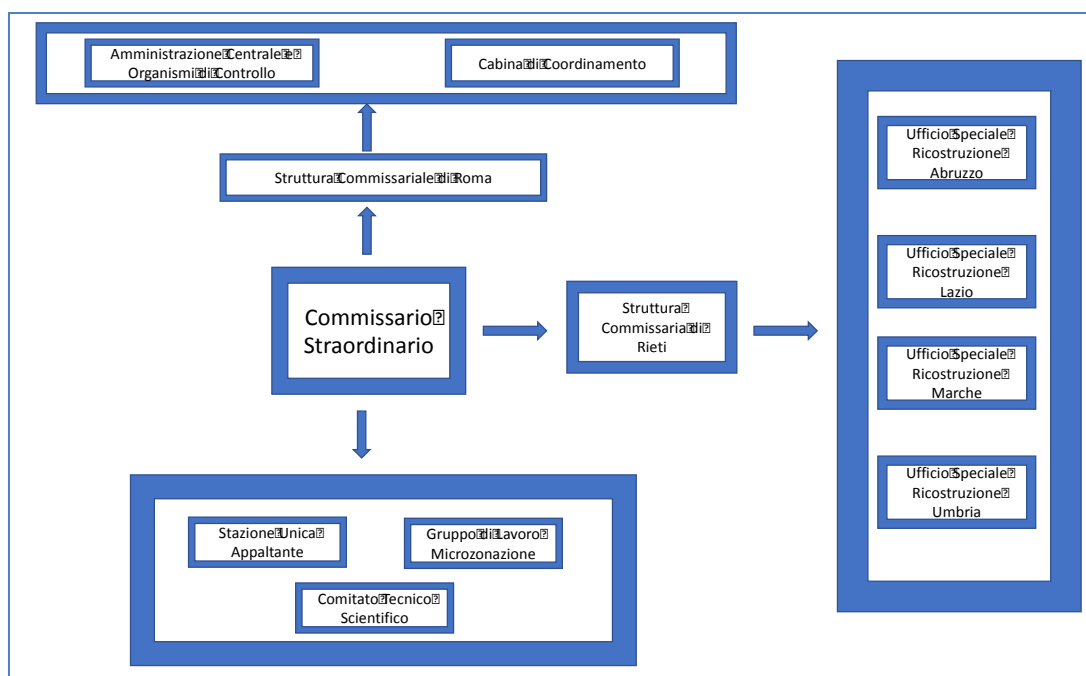 Amministrazione Centrale e
Organismi di Controllo
Cabina di Coordinamento
Struttura Commissariale di Roma
Commissario
Straordinario
Struttura
Commissaria di
Rieti
Ufficio Speciale
Ricostruzione
Abruzzo
Ufficio Speciale
Ricostruzione
Lazio
Ufficio Speciale
Ricostruzione
Marche
Ufficio Speciale
Ricostruzione
Umbria
Stazione Unica
Appaltante
Gruppo di Lavoro
Microzonazione
Comitato Tecnico
Scientifico